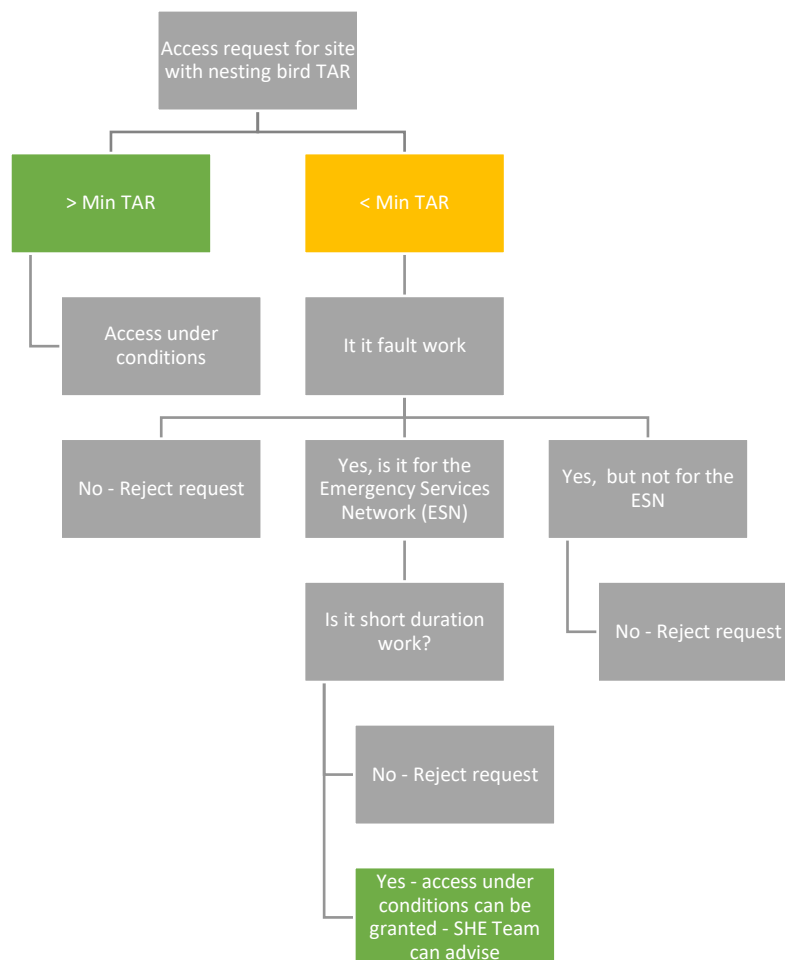 Access request for site
with nesting bird TAR
> Min TAR
< Min TAR
Access under
conditions
It it fault work
No - Reject request
Yes, is it for the
Emergency Services
Network (ESN)
Yes,  but not for the
ESN
Is it short duration
work?
No - Reject request
No - Reject request
Yes - access under
conditions can be
granted - SHE Team
can advise